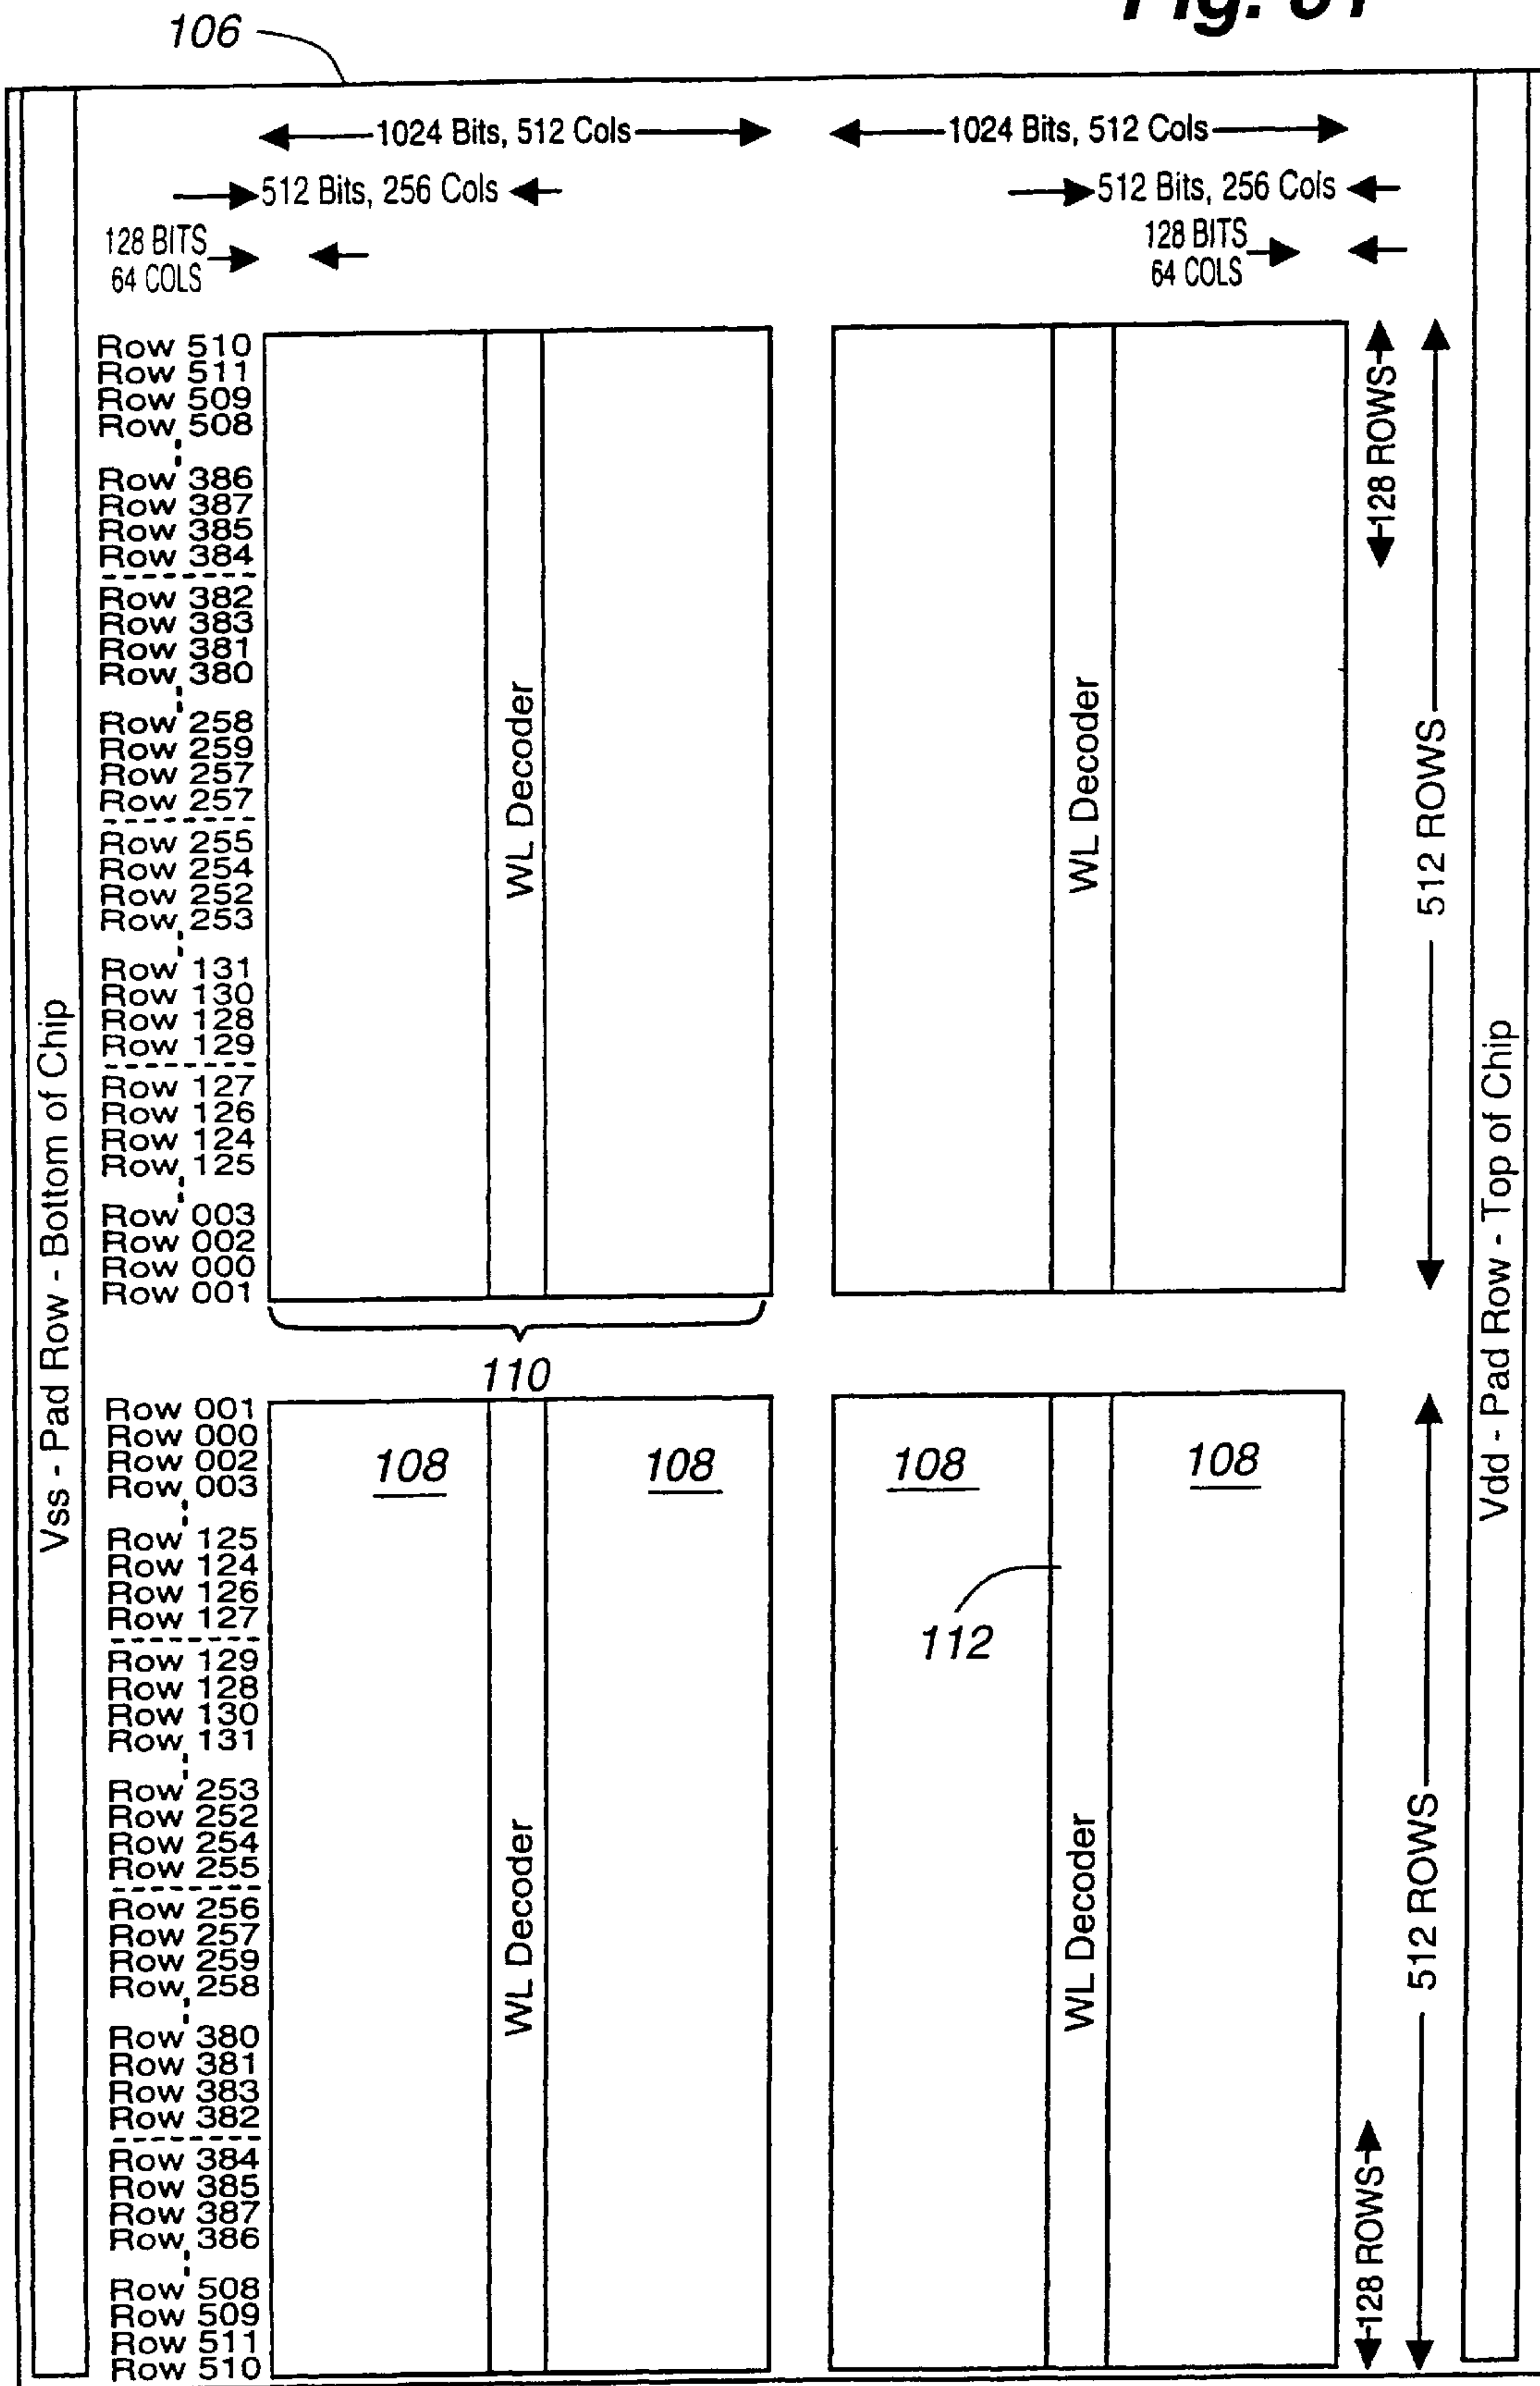 Fig. 31
106
1024 Bits, 512 Cols
1024 Bits, 512 Cols
512 Bits, 256 Cols
512 Bits, 256 Cols
128 BITS
64 COLS
128 BITS
64 COLS
Row 510
Row 511
Row 509
Row 508
Row 386
Row 387
Row 385
Row 384
Row 382
Row 383
Row 381
Row 380
Row 258
Row 259
Row 257
Row 257
Row 255
Row 254
Row 252
Row 253
Row 131
Row 130
Row 128
Row 129
Row 127
Row 126
Row 124
Row 125
Row 003
Row 002
Row 000
Row 001
WL Decoder
WL Decoder
128 ROWS
512 ROWS
Vss - Pad Row - Bottom of Chip
Vdd - Pad Row - Top of Chip
110
Row 001
Row 000
Row 002
Row 003
Row 125
Row 124
Row 126
Row 127
Row 129
Row 128
Row 130
Row 131
Row 253
Row 252
Row 254
Row 255
Row 256
Row 257
Row 259
Row 258
Row 380
Row 381
Row 383
Row 382
Row 384
Row 385
Row 387
Row 386
Row 508
Row 509
Row 511
Row 510
108
108
108
108
112
WL Decoder
WL Decoder
128 ROWS
512 ROWS